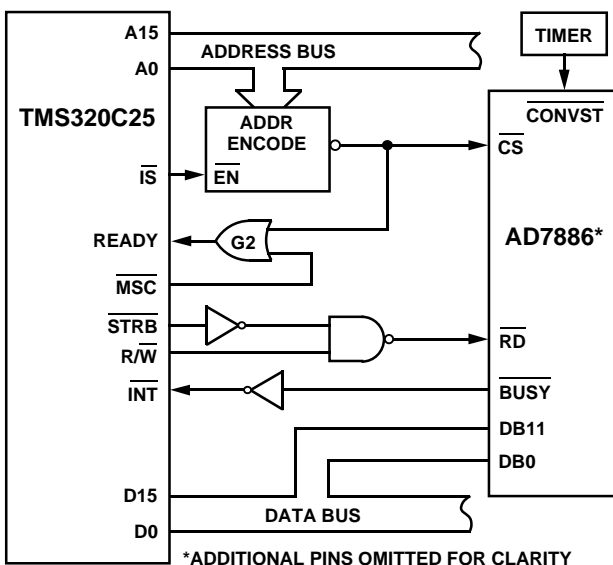 A15
ADDRESS BUS
A0
TIMER
TMS320C25
ADDR
ENCODE
CONVST
IS
EN
CS
READY
G2
AD7886*
MSC
STRB
R/W
RD
INT
BUSY
DB11
DB0
D15
DATA BUS
D0
*ADDITIONAL PINS OMITTED FOR CLARITY